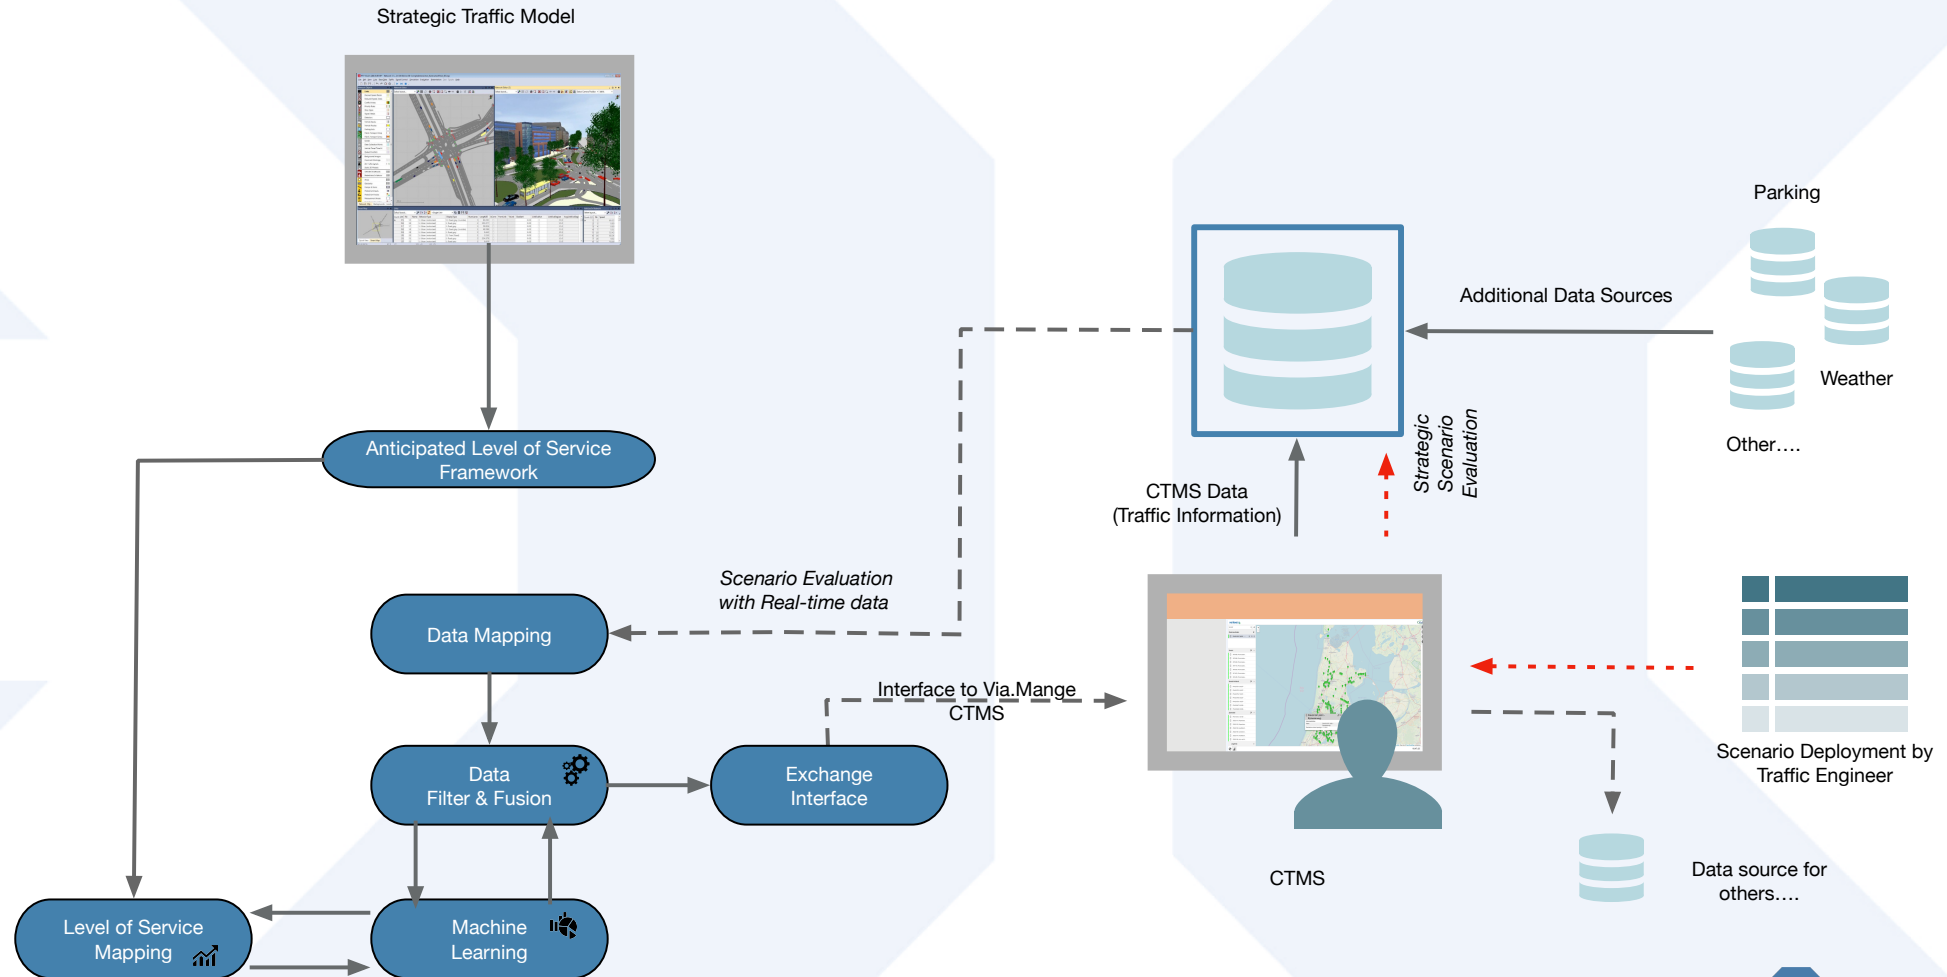 Strategic Traffic Model
Parking
Additional Data Sources
Weather
Other....
Strategic
Scenario
Evaluation
Anticipated Level of Service
Framework
CTMS Data
(Traffic Information)
Scenario Evaluation
with Real-time data
Data Mapping
Interface to Via.Mange
CTMS
Data
Filter & Fusion
Exchange
Interface
Scenario Deployment by
Traffic Engineer
CTMS
Data source for
others....
Level of Service
Mapping
Machine
Learning